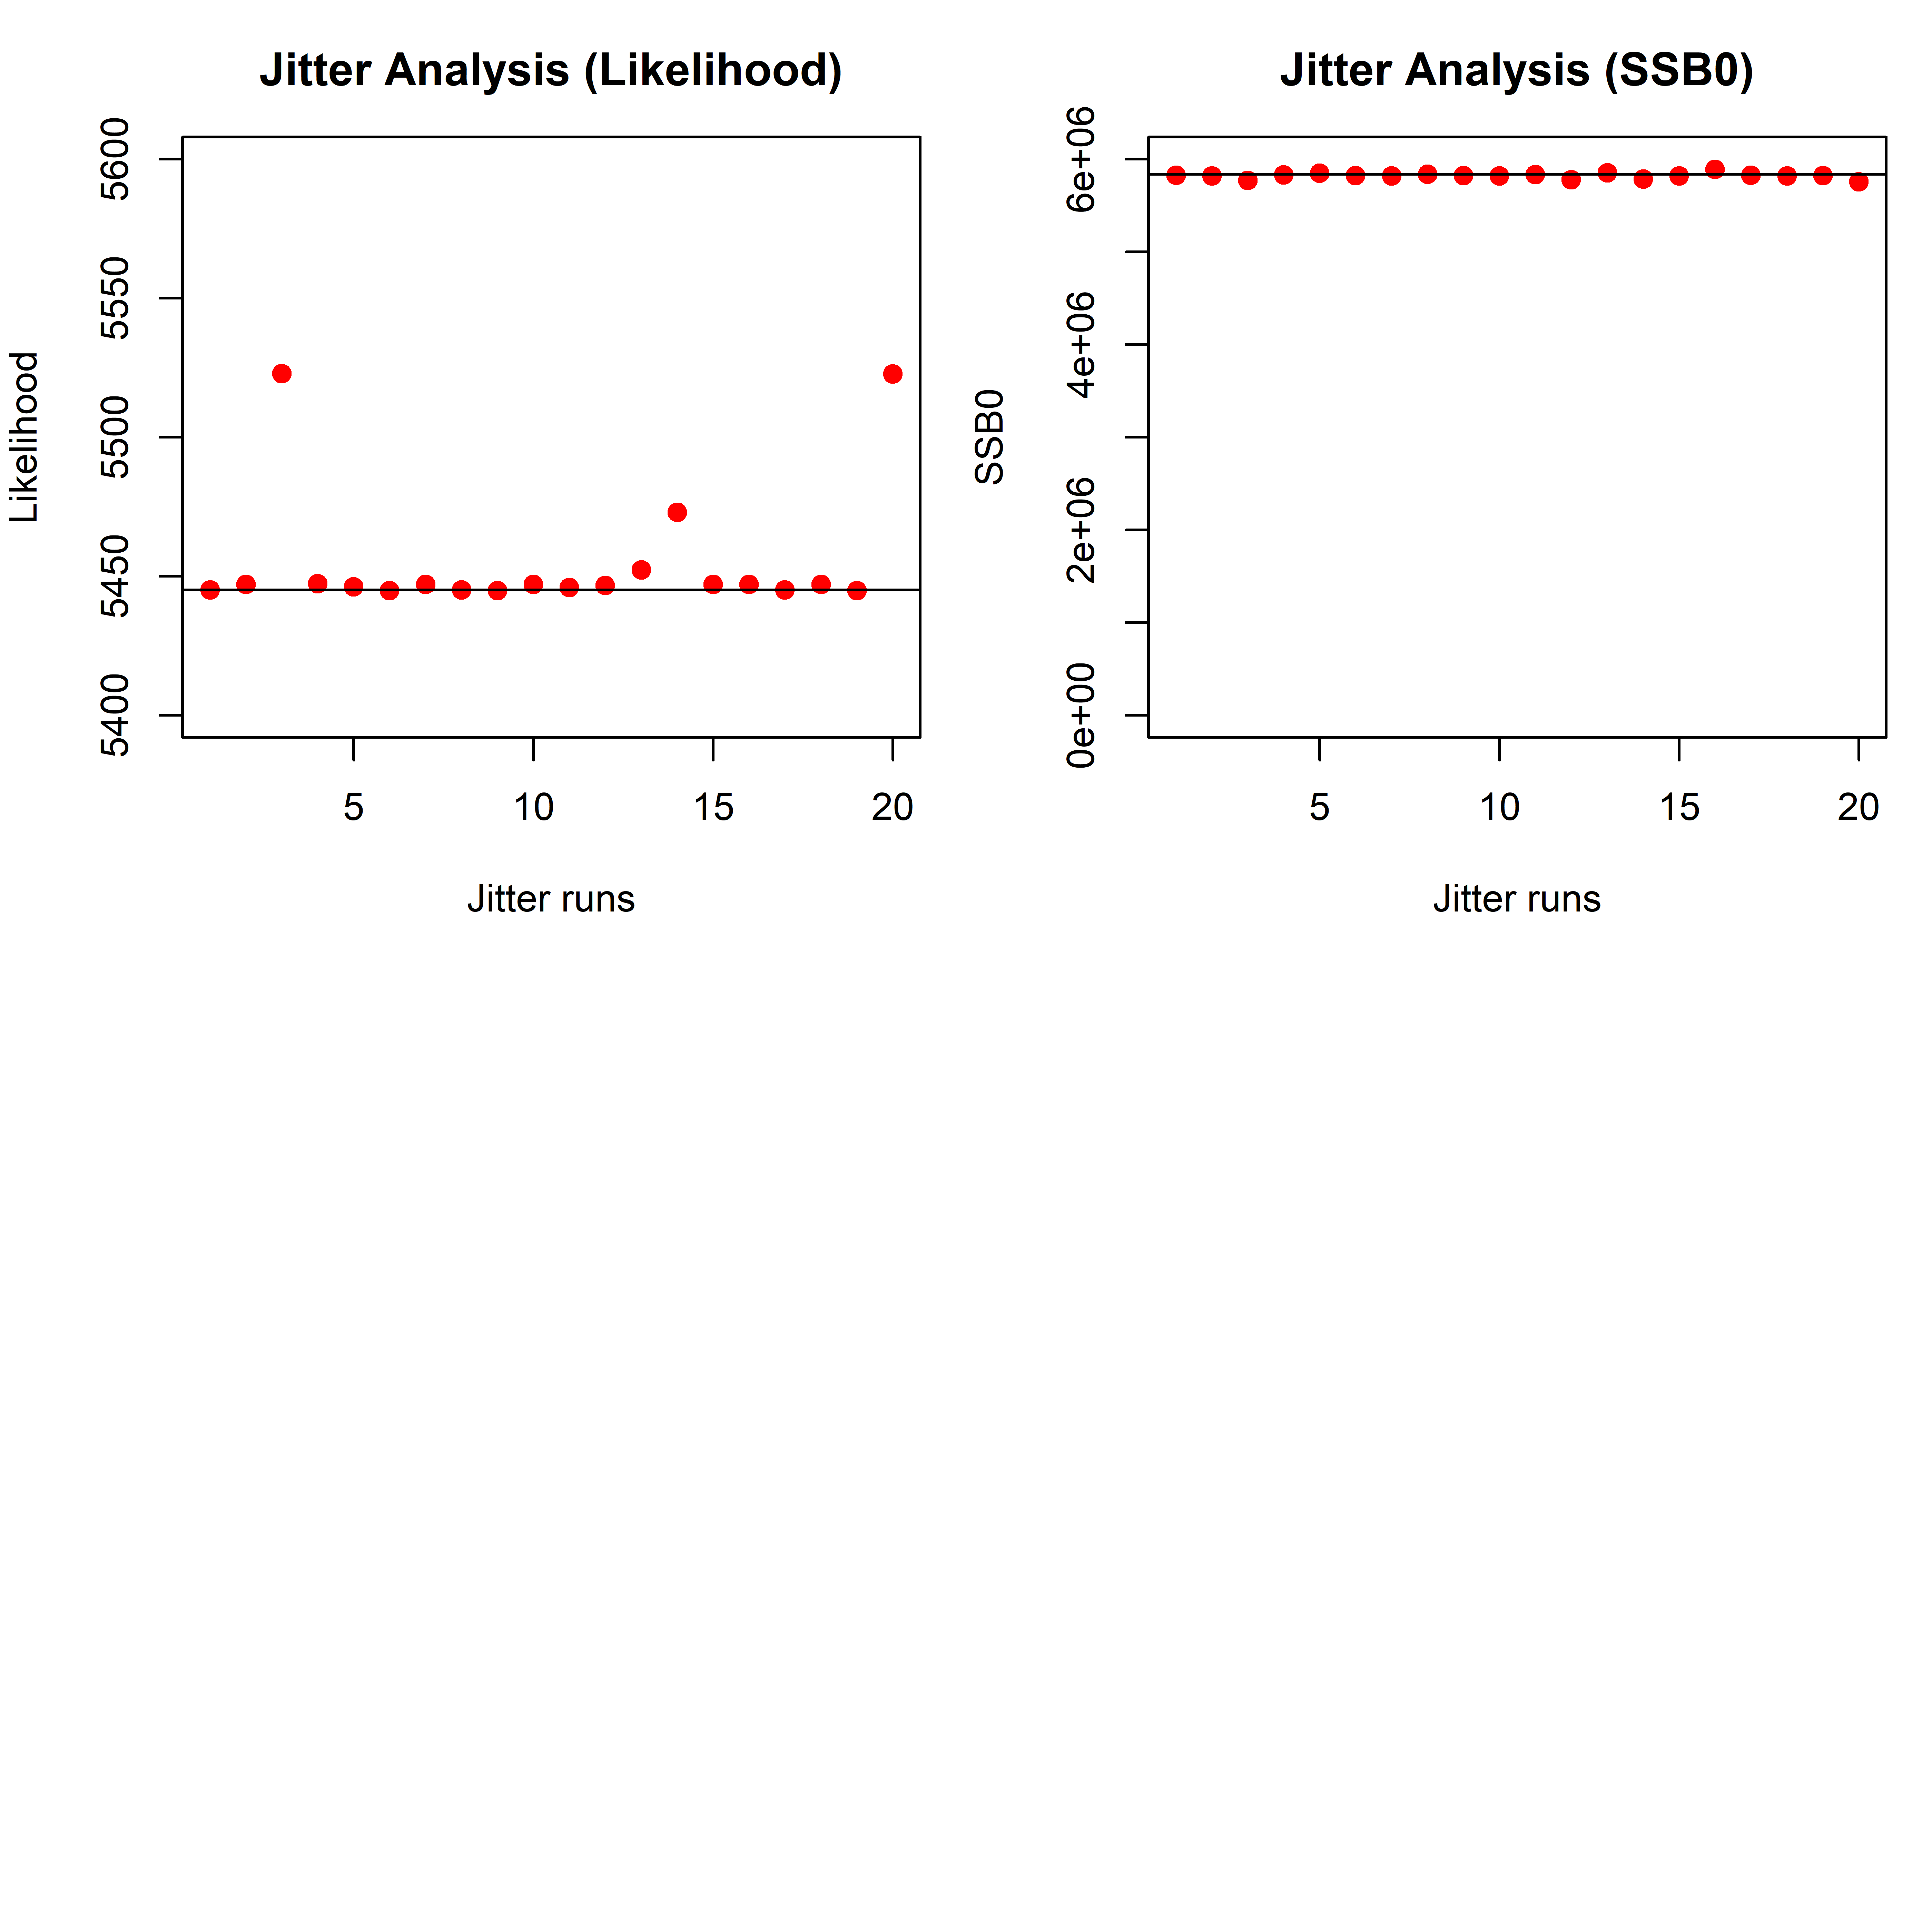 Jitter Analysis (Likelihood)
Likelihood
5600
5550
5500
5450
5400
5
10
15
20
Jitter runs
Jitter Analysis (SSB0)
SSB0
6e+06
4e+06
2e+06
0e+00
5
10
15
20
Jitter runs